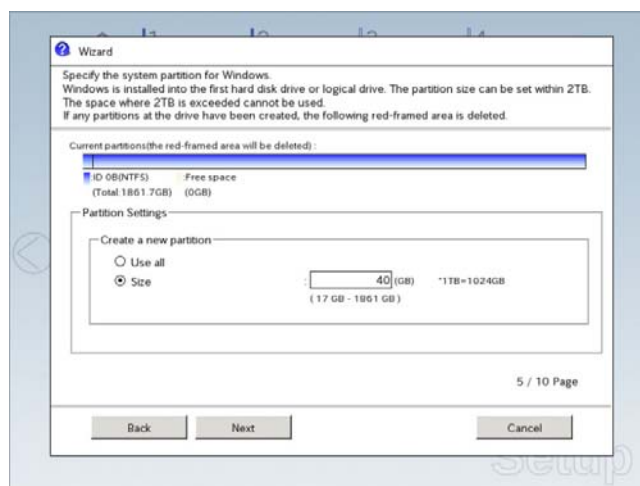 1 2 3 4
Wizard
Specify the system partition for Windows.
Windows is installed into the first hard disk drive or logical drive. The partition size can be set within 2TB.
The space where 2TB is exceeded cannot be used.
If any partitions at the drive have been created, the following red-framed area is deleted.
Current partitions(the red-framed area will be deleted) :
ID 0B(NTFS) :Free space
(Total:1861.7GB) (0GB)
Partition Settings
Create a new partition
Use all
Size : 40 (GB) *1TB=1024GB
( 17 GB - 1861 GB )
5 / 10 Page
Back Next Cancel
Setup